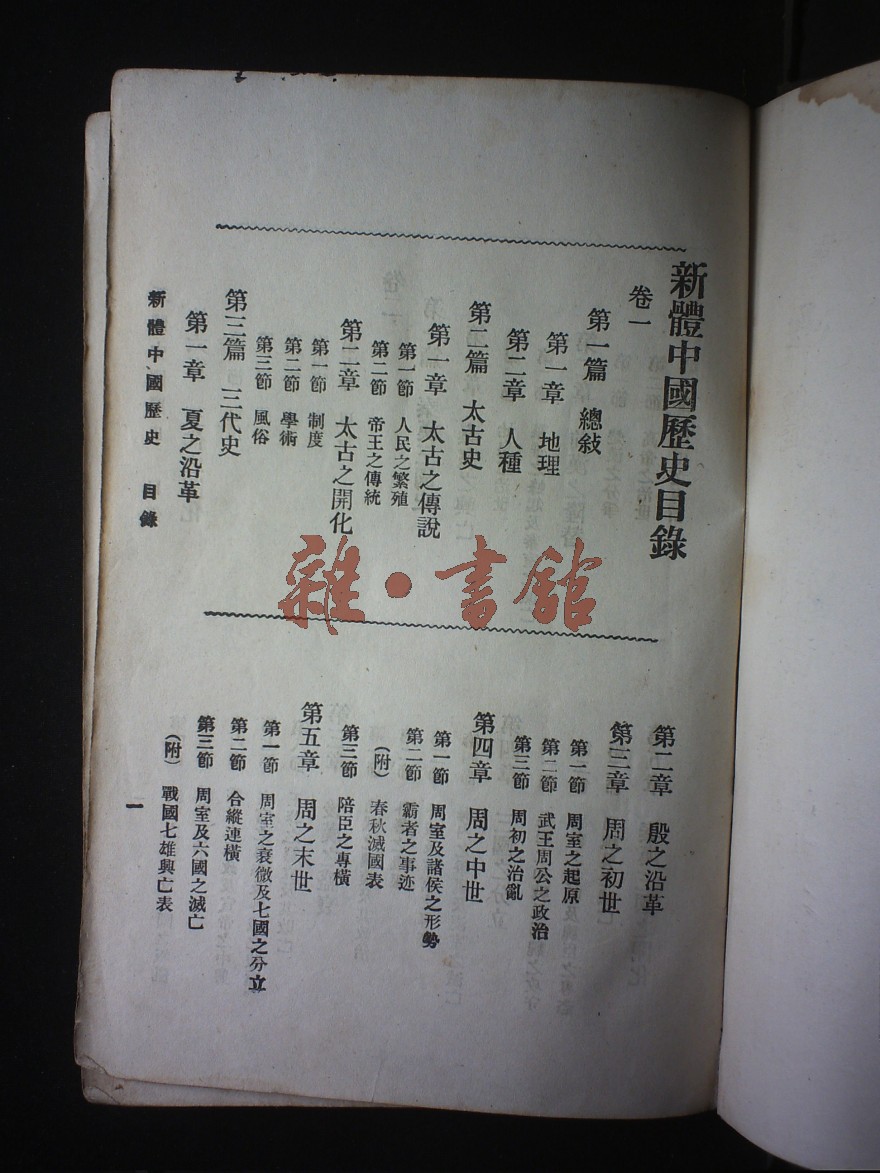 新體中國歷史目錄
卷一
第一篇 總敍
第一章 地理
第二章 人種
第二篇 太古史
第一章 太古之傳說
第一節 人民之繁殖
第二節 帝王之傳統
第二章 太古之開化
第一節 制度
第二節 學術
第三節 風俗
第三篇 三代史
第一章 夏之沿革
第二章 殷之沿革
第三章 周之初世
第一節 周室之起原
第二節 武王周公之政治
第三節 周初之治亂
第四章 周之中世
第一節 周室及諸侯之形勢
第二節 霸者之事迹
(附) 春秋滅國表
第三節 陪臣之專橫
第五章 周之末世
第一節 周室之衰微及七國之分立
第二節 合縱連橫
第三節 周室及六國之滅亡
(附) 戰國七雄興亡表
新體中國歷史 目錄
一
雜·書館